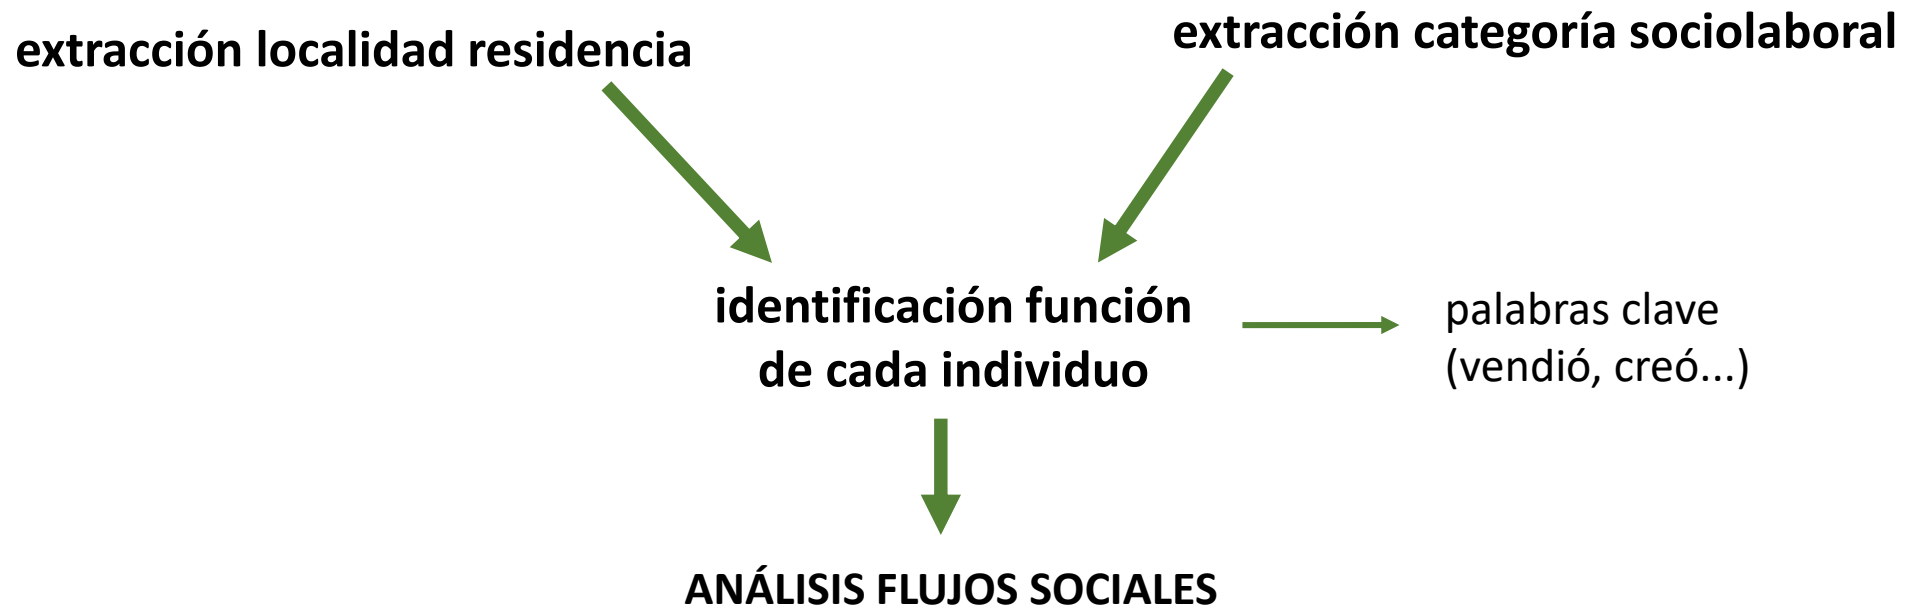 extracción localidad residencia
extracción categoría sociolaboral
identificación función
de cada individuo
palabras clave
(vendió, creó...)
ANÁLISIS FLUJOS SOCIALES